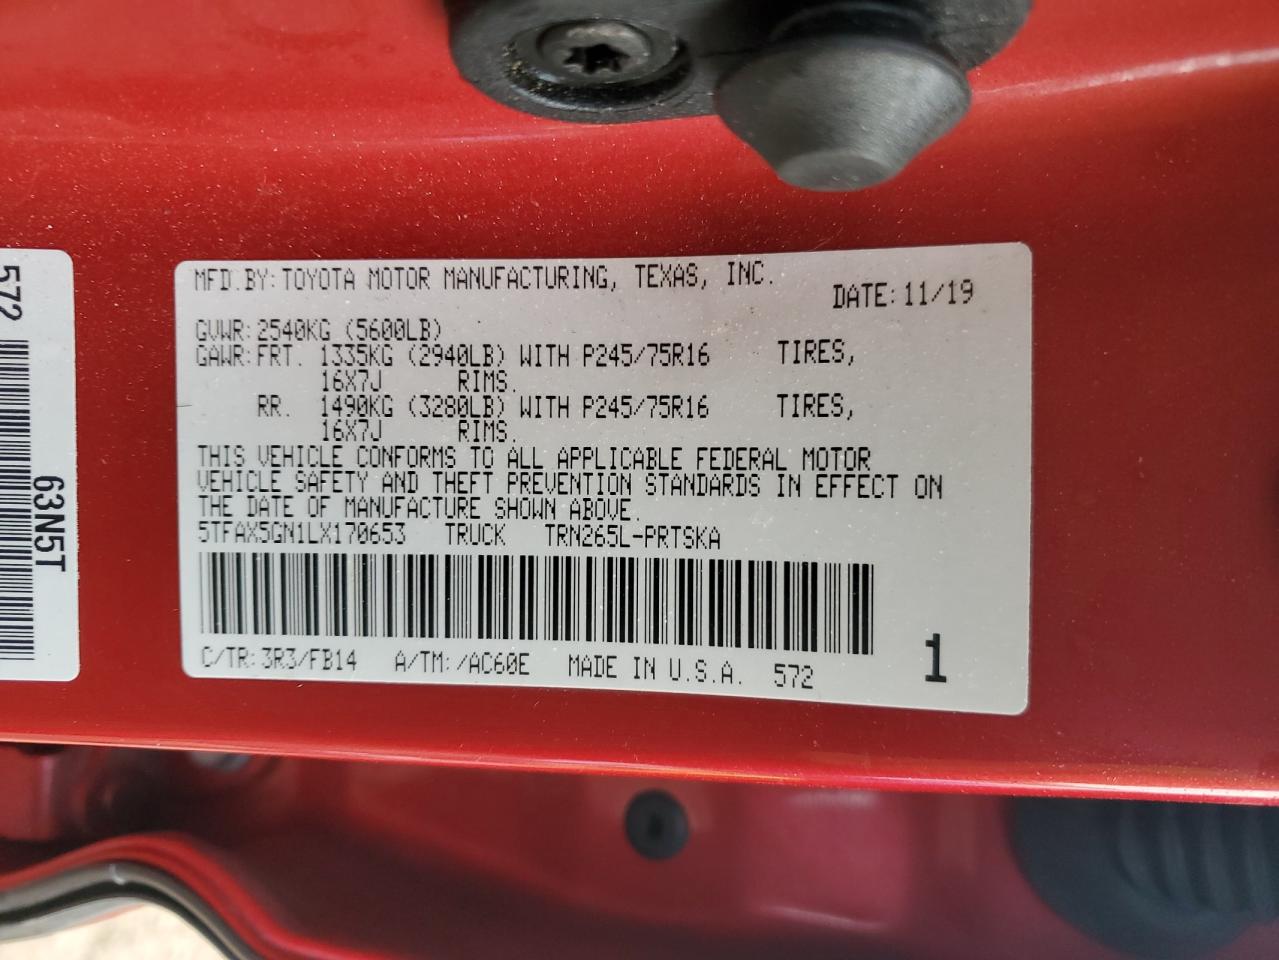 MFD.BY:TOYOTA MOTOR MANUFACTURING, TEXAS, INC.
DATE:11/19
GVWR:2540KG (5600LB)
GAWR:FRT. 1335KG (2940LB) WITH P245/75R16 TIRES,
16X7J RIMS.
RR. 1490KG (3280LB) WITH P245/75R16 TIRES,
16X7J RIMS.
THIS VEHICLE CONFORMS TO ALL APPLICABLE FEDERAL MOTOR
VEHICLE SAFETY AND THEFT PREVENTION STANDARDS IN EFFECT ON
THE DATE OF MANUFACTURE SHOWN ABOVE.
5TFAX5GN1LX170653 TRUCK TRN265L-PRTSKA
C/TR:3R3/FB14 A/TM:/AC60E MADE IN U.S.A. 572
1
572
63N5T